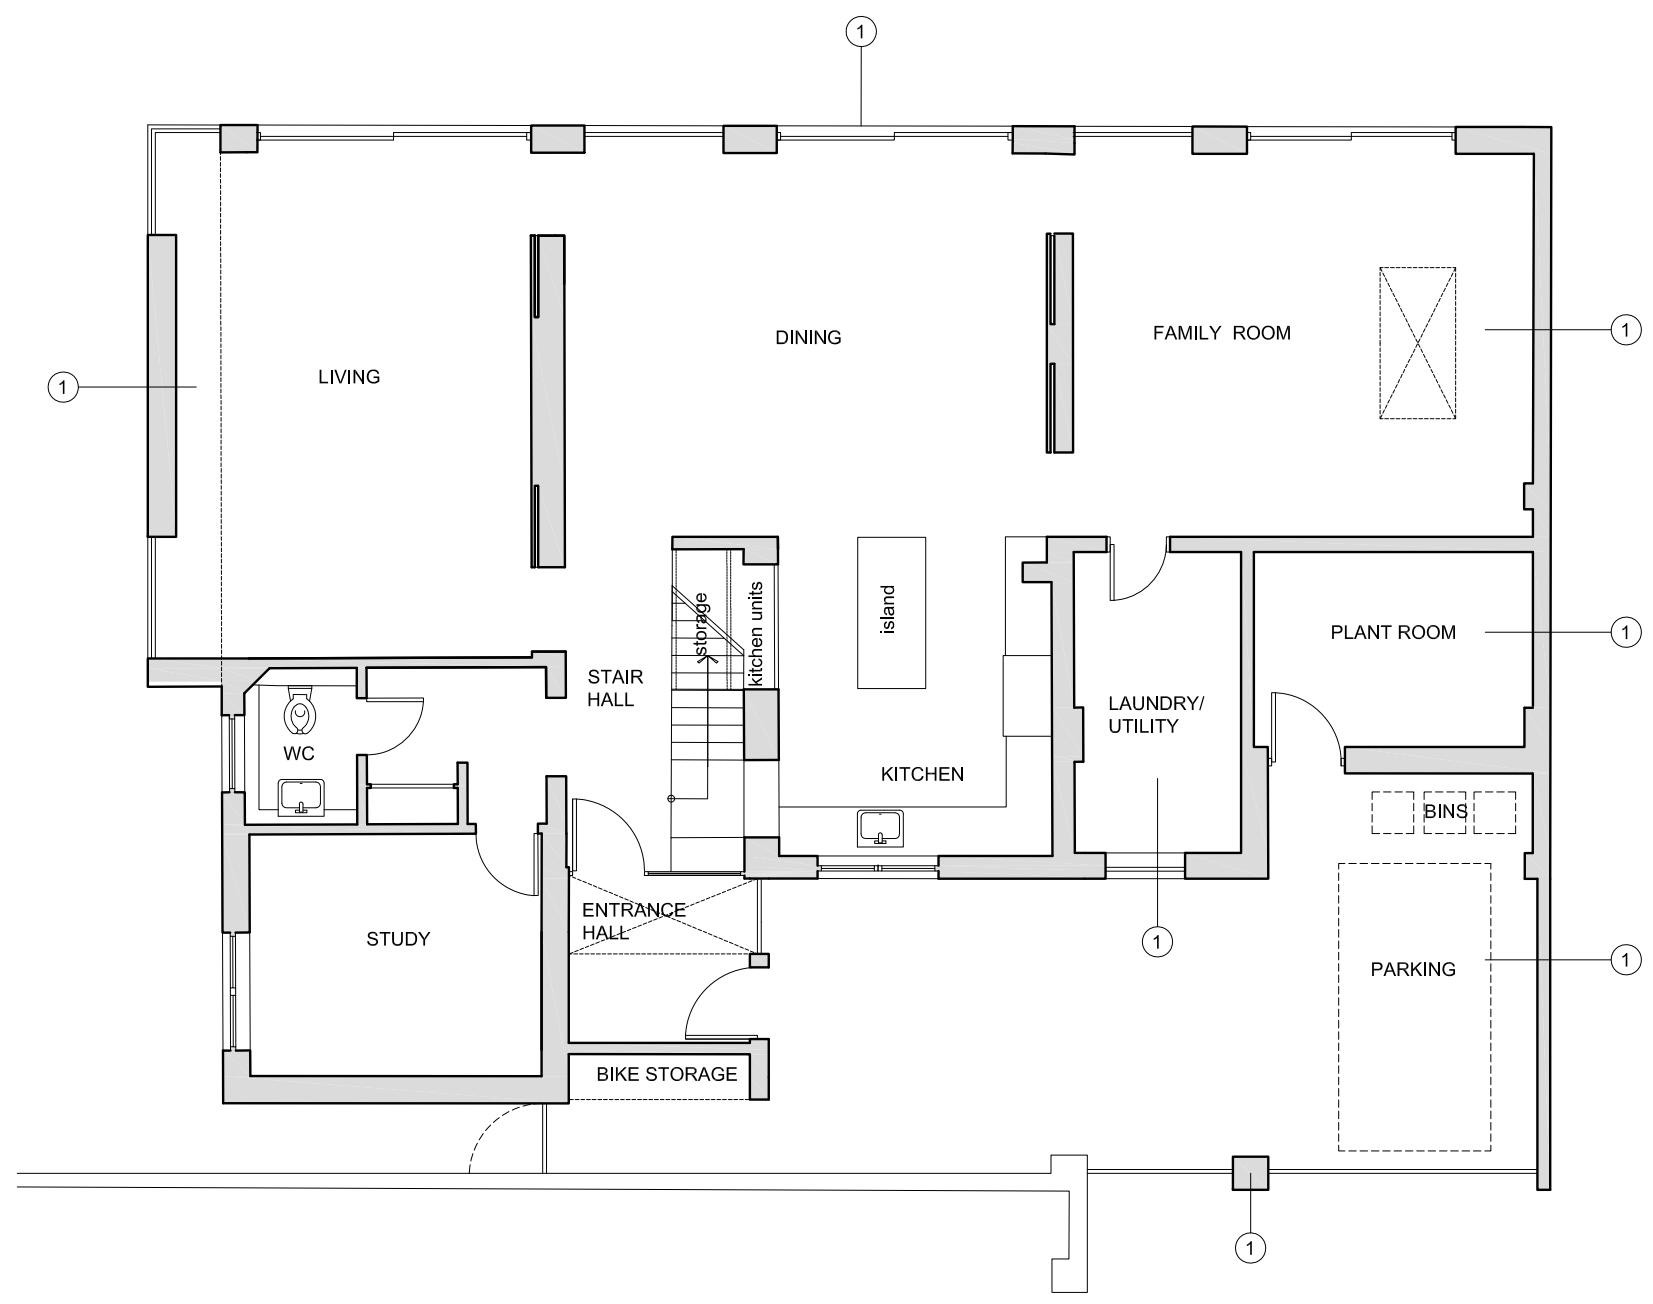 1
1
FAMILY ROOM
DINING
LIVING
1
island
storage
kitchen units
PLANT ROOM
1
STAIR
HALL
LAUNDRY/
UTILITY
WC
KITCHEN
BINS
ENTRANCE
HALL
STUDY
1
PARKING
1
BIKE STORAGE
1